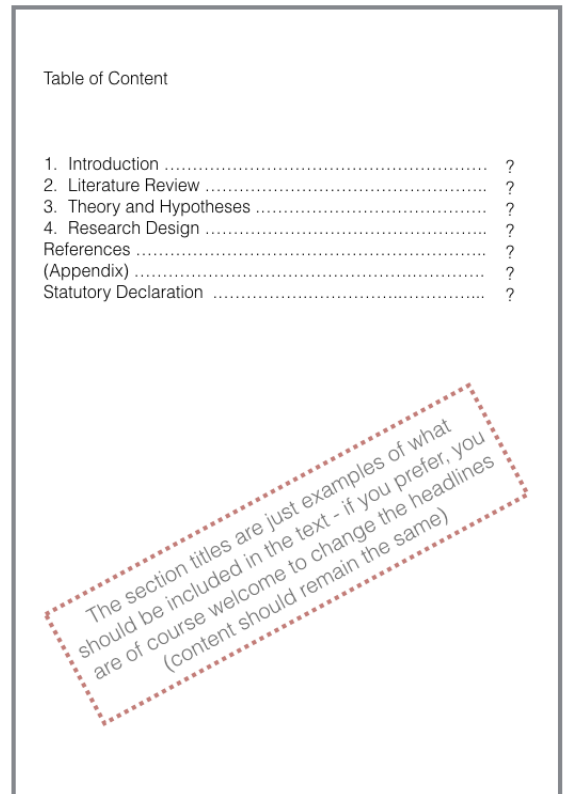 Table of Content
1. Introduction ……………………………………………… ?
2. Literature Review ……………………………………….. ?
3. Theory and Hypotheses ………………………………… ?
4. Research Design ……………………………………….. ?
References ………………………………………………….. ?
(Appendix) ………………………………………………… ?
Statutory Declaration ……………………………………... ?
The section titles are just examples of what
should be included in the text - if you prefer, you
are of course welcome to change the headlines
(content should remain the same)